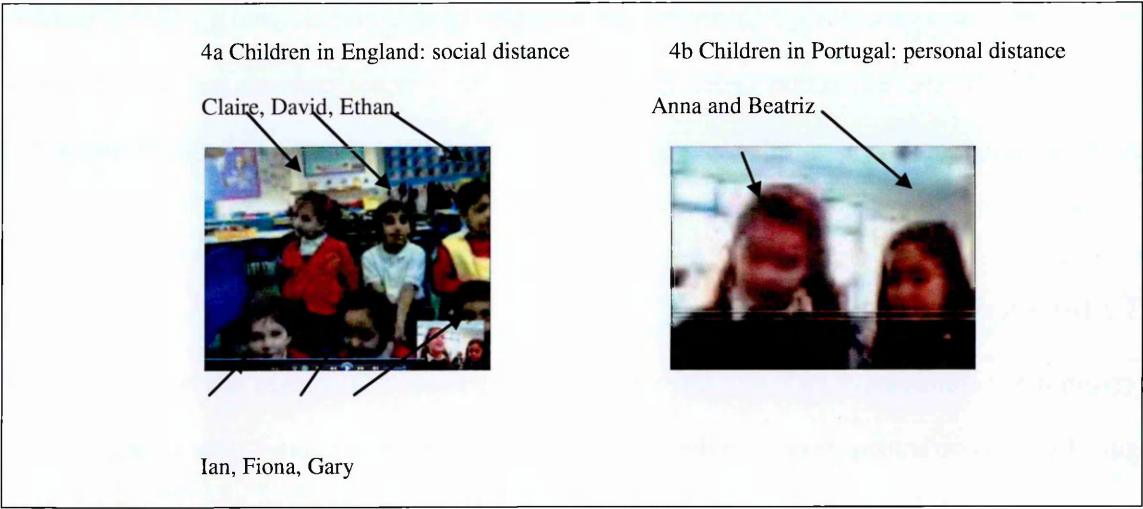 4a Children in England: social distance
4b Children in Portugal: personal distance
Claire, David, Ethan,
Anna and Beatriz
Ian, Fiona, Gary